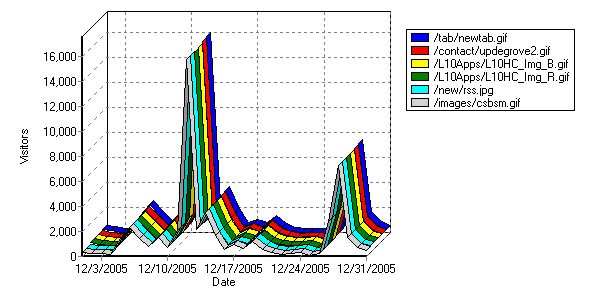 16,000
14,000
12,000
10,000
8,000
6,000
4,000
2,000
0
Visitors
12/3/2005 12/10/2005 12/17/2005 12/24/2005 12/31/2005
Date
/tab/newtab.gif
/contact/updegrove2.gif
/L10Apps/L10HC_Img_B.gif
/L10Apps/L10HC_Img_R.gif
/new/rss.jpg
/images/csbsm.gif